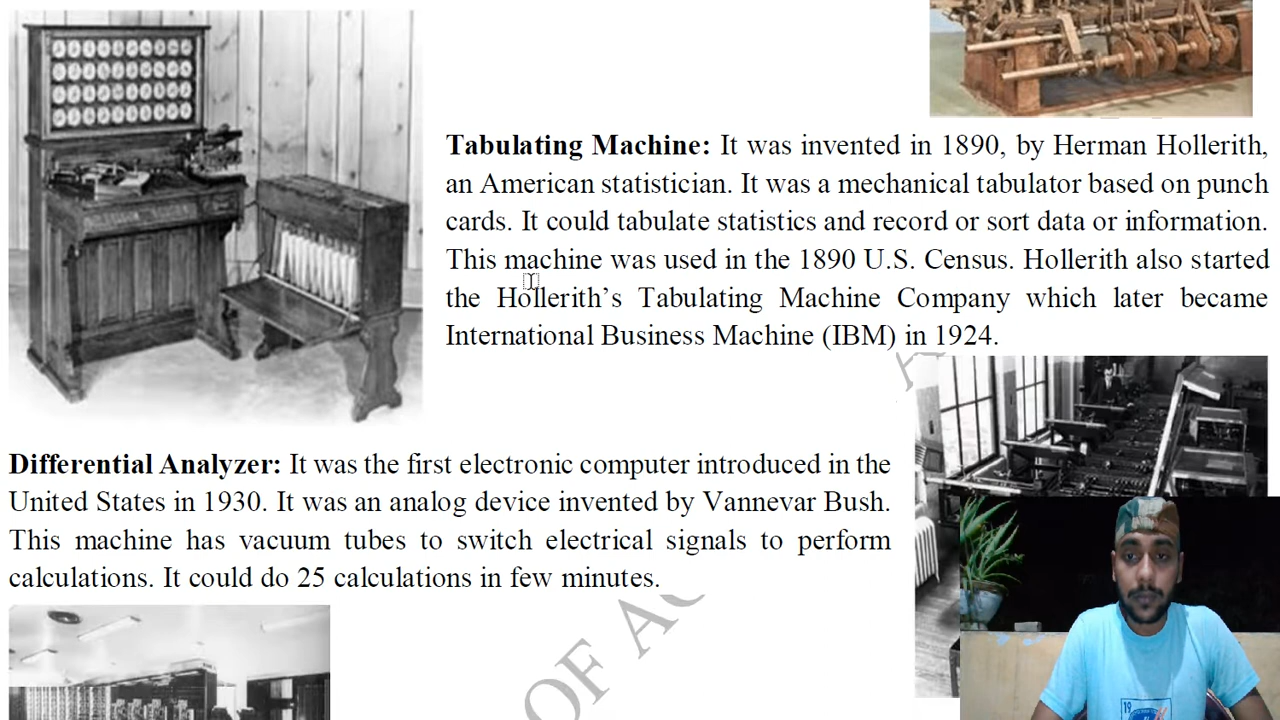 Tabulating Machine: It was invented in 1890, by Herman Hollerith,
an American statistician. It was a mechanical tabulator based on punch
cards. It could tabulate statistics and record or sort data or information.
This machine was used in the 1890 U.S. Census. Hollerith also started
the Hollerith’s Tabulating Machine Company which later became
International Business Machine (IBM) in 1924.
Differential Analyzer: It was the first electronic computer introduced in the
United States in 1930. It was an analog device invented by Vannevar Bush.
This machine has vacuum tubes to switch electrical signals to perform
calculations. It could do 25 calculations in few minutes.
OF
19